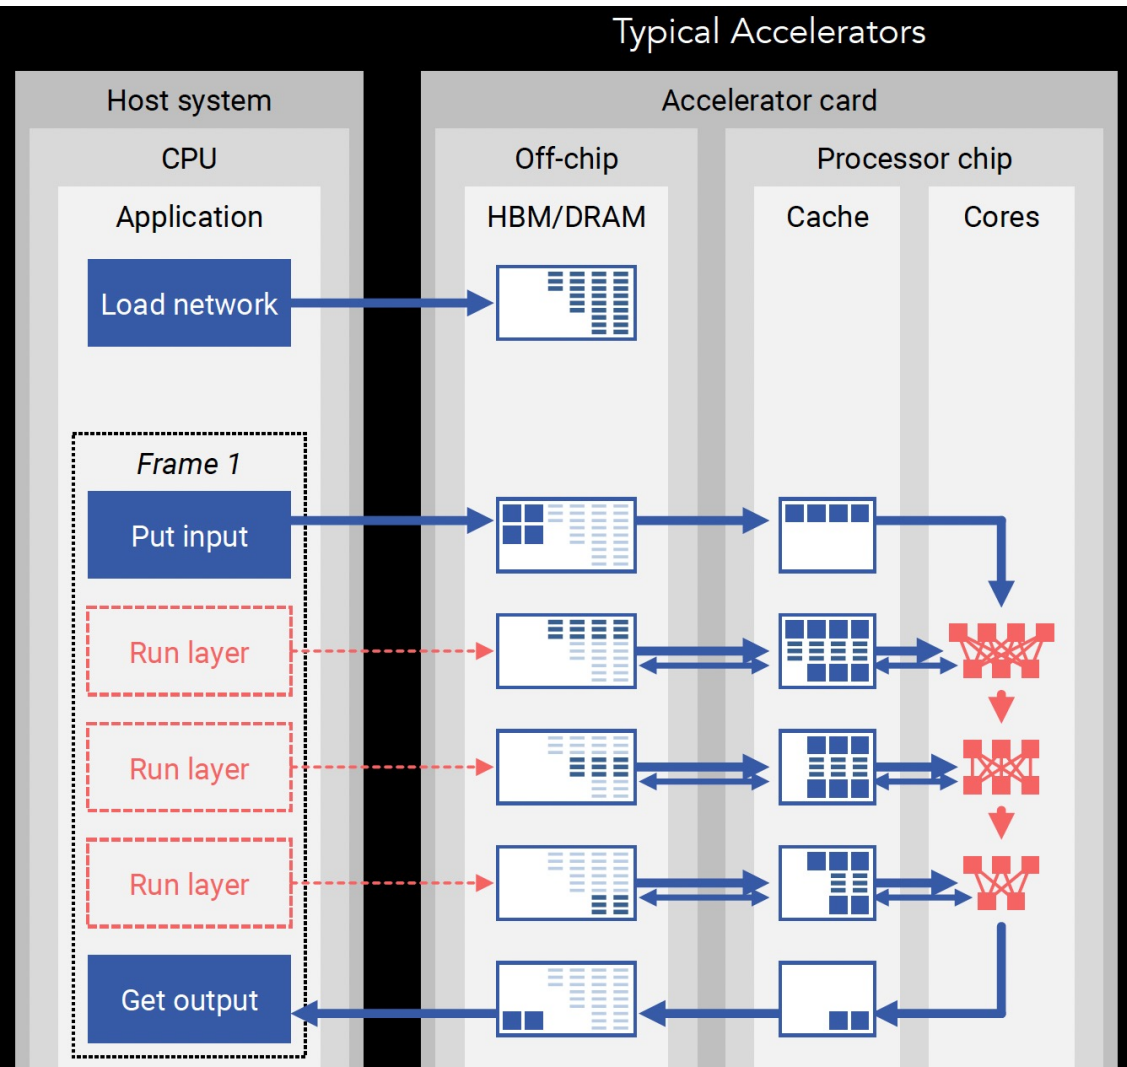 Typical Accelerators
Host system
Accelerator card
CPU
Off-chip
Processor chip
Application
HBM/DRAM
Cache
Cores
Load network
Frame 1
Put input
Run layer
Run layer
Run layer
Get output